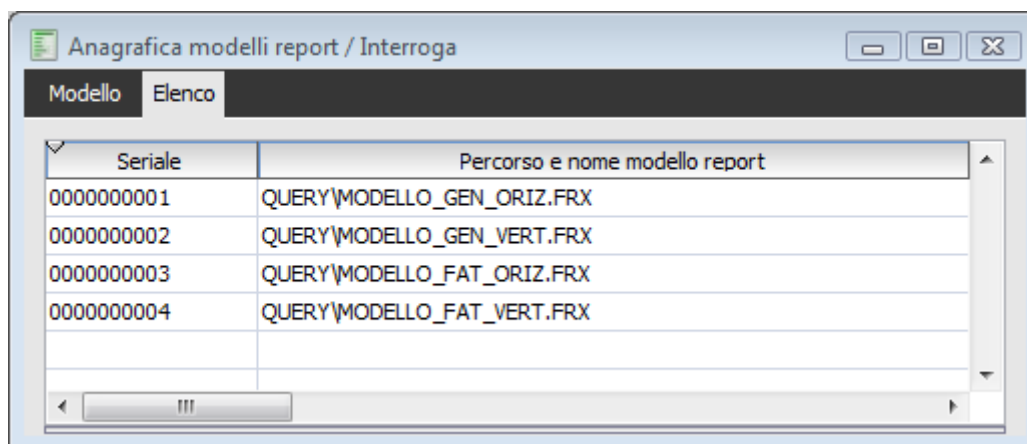 Anagrafica modelli report / Interroga
Modello Elenco
Seriale Percorso e nome modello report
0000000001 QUERY\MODELLO_GEN_ORIZ.FRX
0000000002 QUERY\MODELLO_GEN_VERT.FRX
0000000003 QUERY\MODELLO_FAT_ORIZ.FRX
0000000004 QUERY\MODELLO_FAT_VERT.FRX